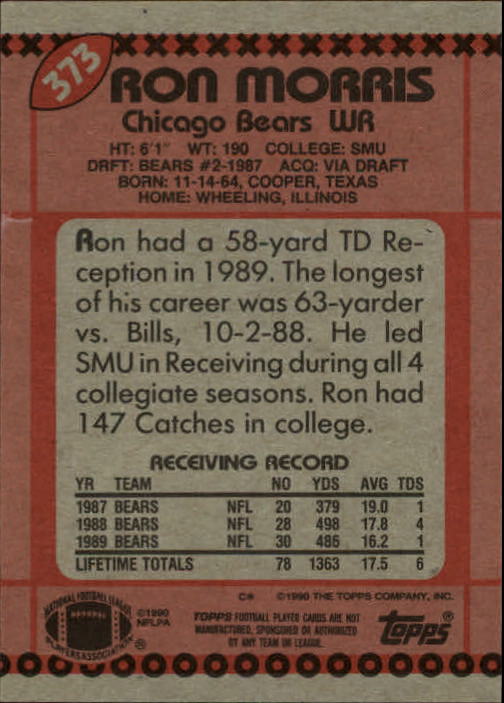 373
RON MORRIS
Chicago Bears WR
HT: 6'1" WT: 190 COLLEGE: SMU
DRFT: BEARS #2-1987 ACQ: VIA DRAFT
BORN: 11-14-64, COOPER, TEXAS
HOME: WHEELING, ILLINOIS
Ron had a 58-yard TD Re-
ception in 1989. The longest
of his career was 63-yarder
vs. Bills, 10-2-88. He led
SMU in Receiving during all 4
collegiate seasons. Ron had
147 Catches in college.
RECEIVING RECORD
YR TEAM NO YDS AVG TDS
1987 BEARS NFL 20 379 19.0 1
1988 BEARS NFL 28 498 17.8 4
1989 BEARS NFL 30 486 16.2 1
LIFETIME TOTALS 78 1363 17.5 6
C* ©1990 THE TOPPS COMPANY, INC.
NATIONAL FOOTBALL LEAGUE
PLAYERS ASSOCIATION ®
©1990
NFLPA
TOPPS FOOTBALL PLAYER CARDS ARE NOT
MANUFACTURED, SPONSORED OR AUTHORIZED
BY ANY TEAM OR LEAGUE.
topps®